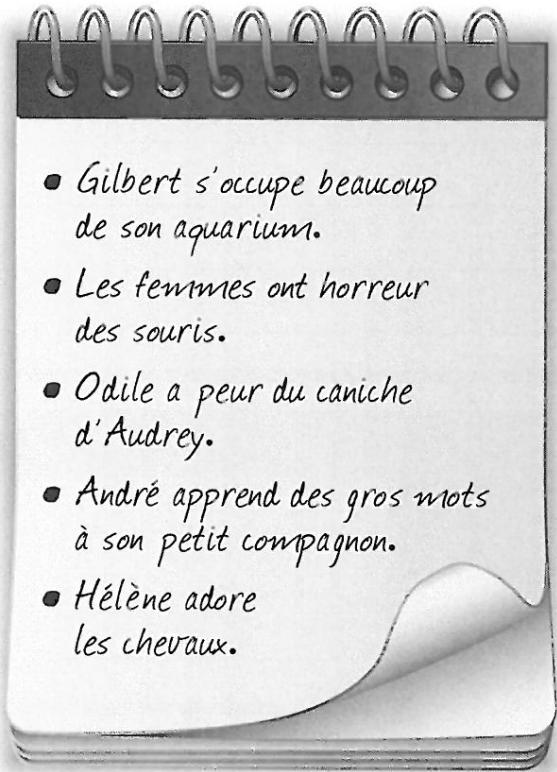 • Gilbert s'occupe beaucoup
de son aquarium.
• Les femmes ont horreur
des souris.
• Odile a peur du caniche
d'Audrey.
• André apprend des gros mots
à son petit compagnon.
• Hélène adore
les chevaux.